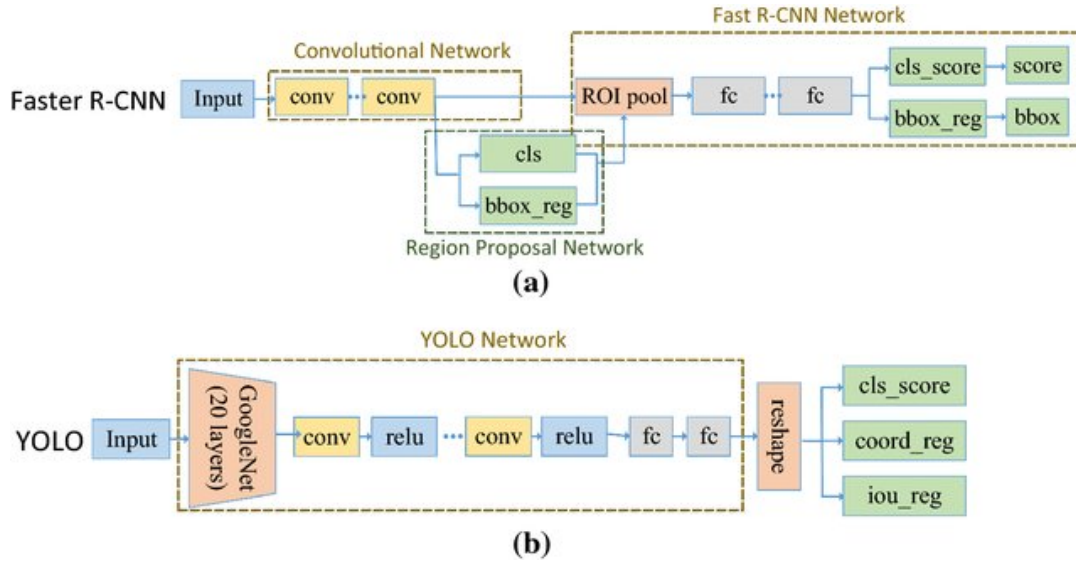 Fast R-CNN Network
Convolutional Network
cls_score score
Faster R-CNN Input conv conv ROI pool fc fc
bbox_reg bbox
cls
bbox_reg
Region Proposal Network
(a)
YOLO Network
GoogleNet
(20 layers)
reshape
cls_score
YOLO Input conv relu conv relu fc fc coord_reg
iou_reg
(b)